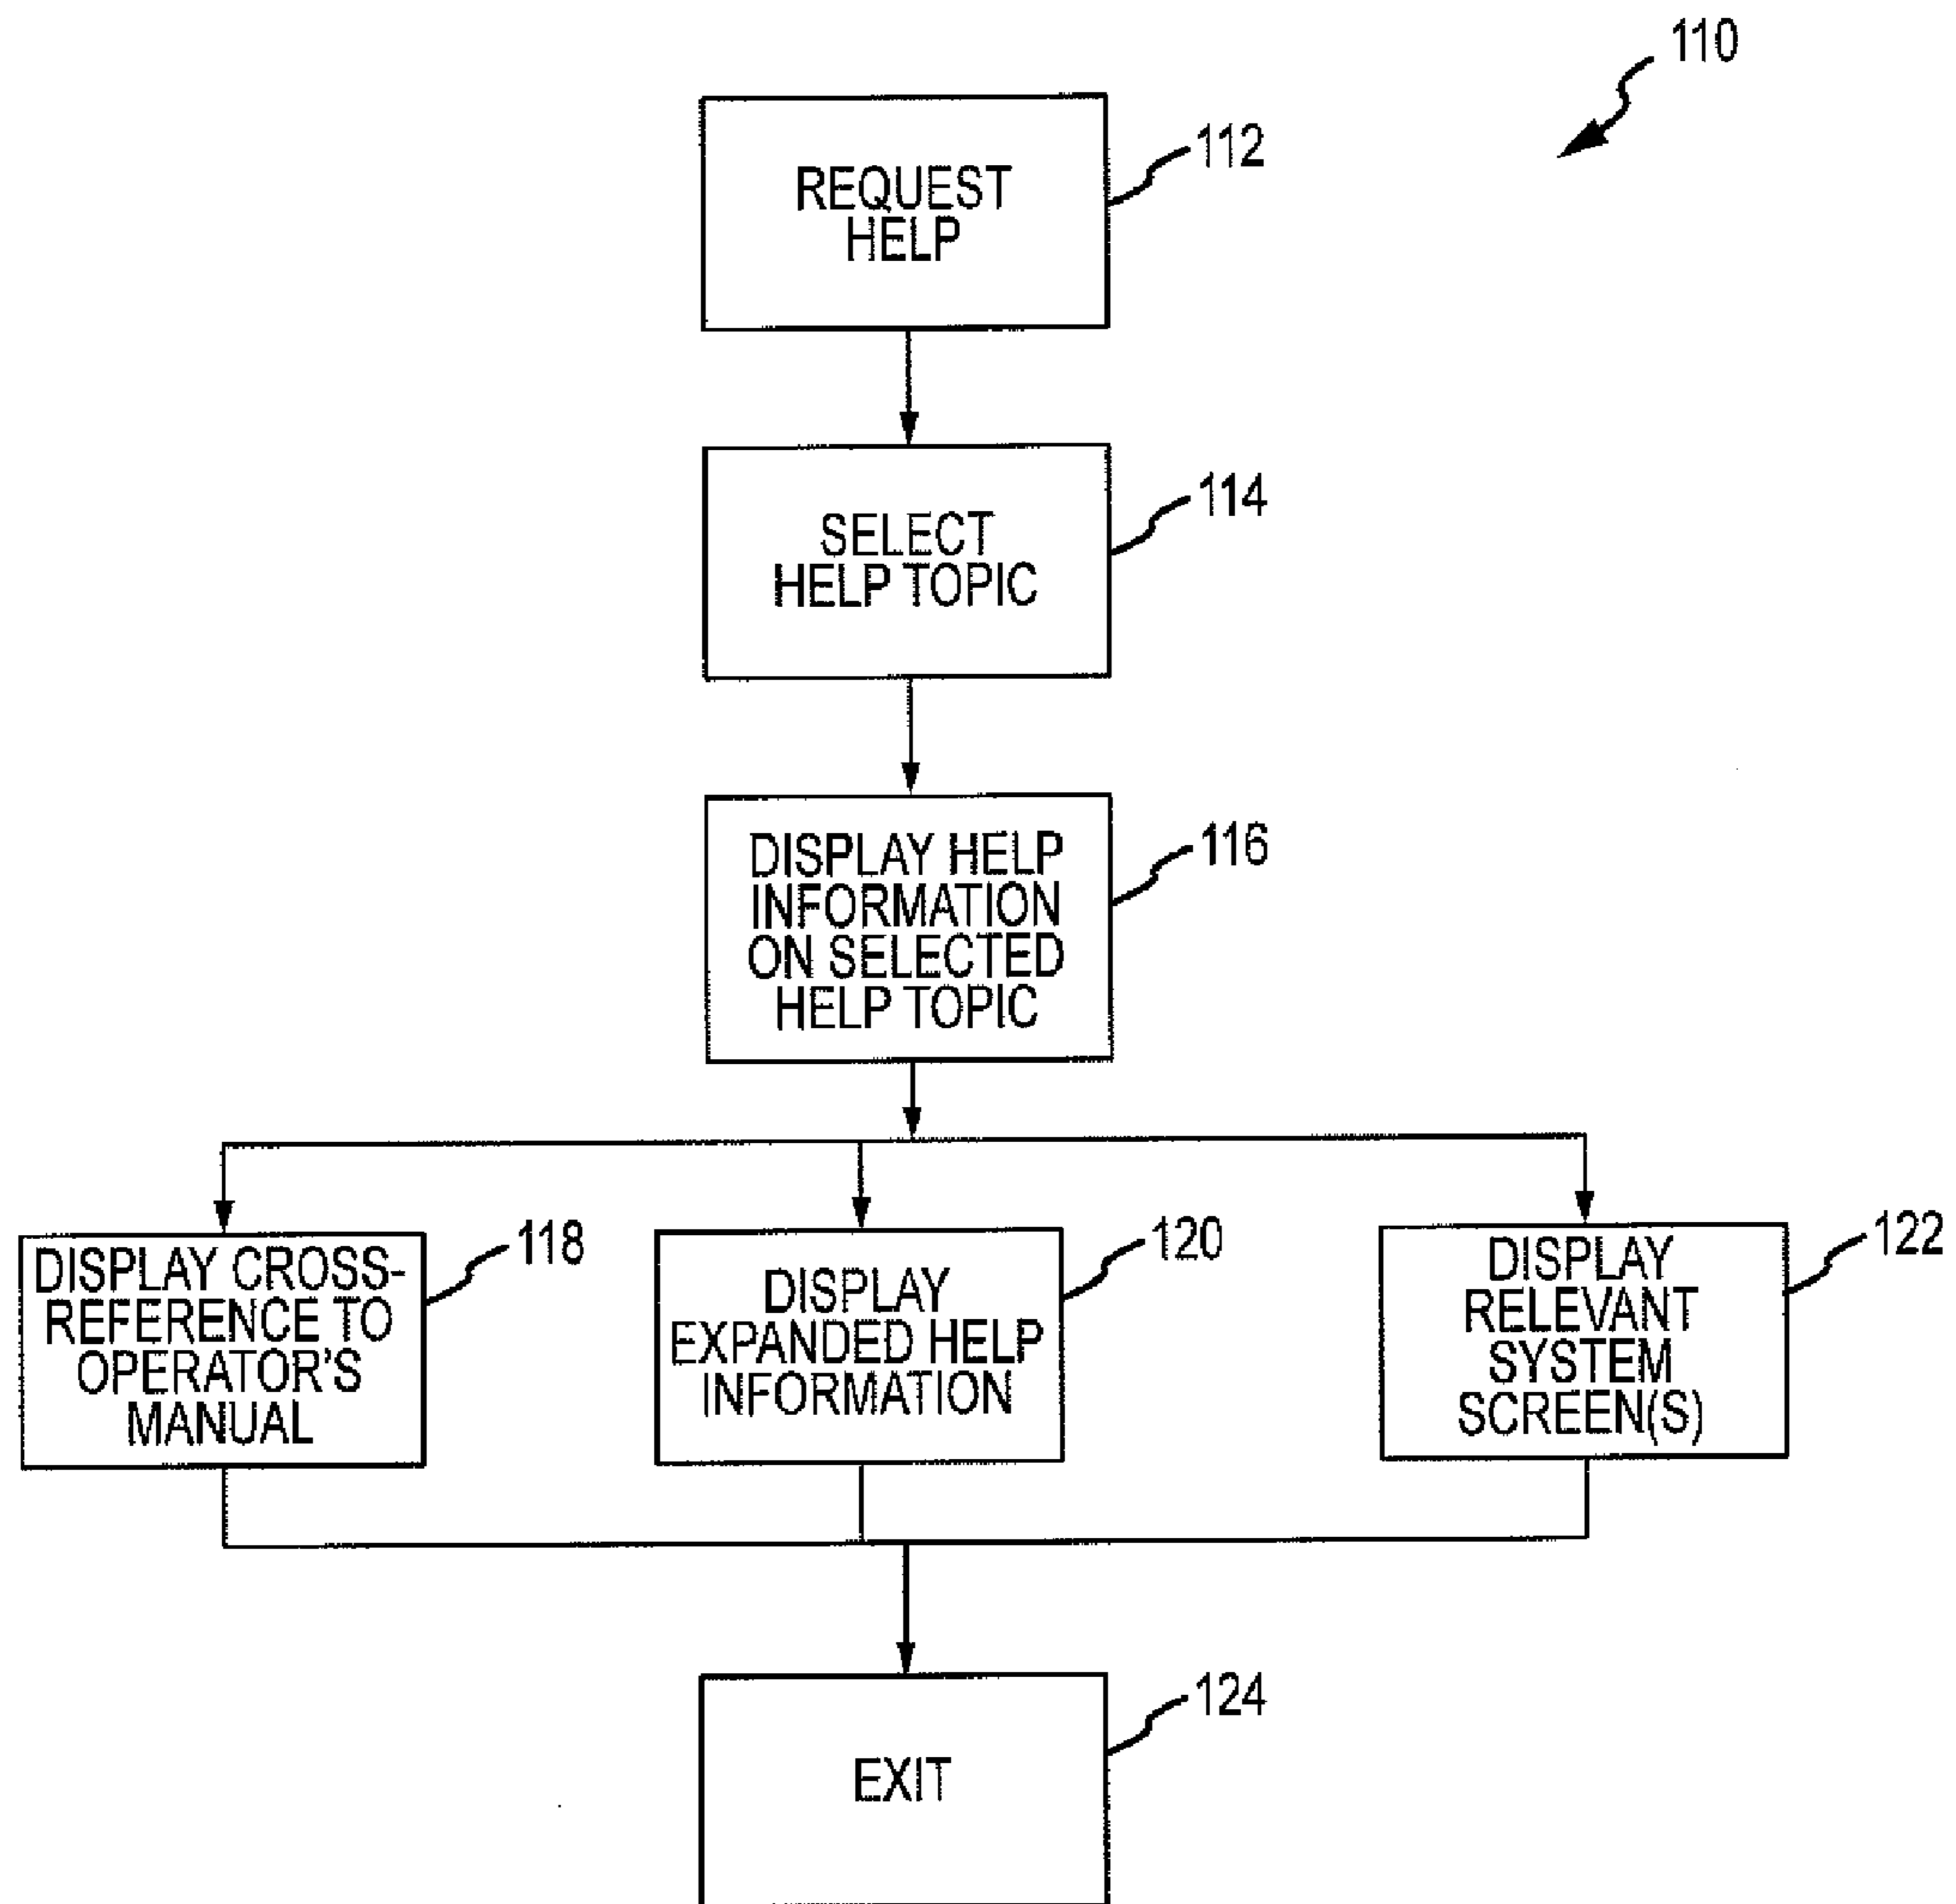 110
REQUEST
HELP
112
SELECT
HELP TOPIC
114
DISPLAY HELP
INFORMATION
ON SELECTED
HELP TOPIC
116
DISPLAY CROSS-
REFERENCE TO
OPERATOR'S
MANUAL
118
DISPLAY
EXPANDED HELP
INFORMATION
120
DISPLAY
RELEVANT
SYSTEM
SCREEN(S)
122
EXIT
124